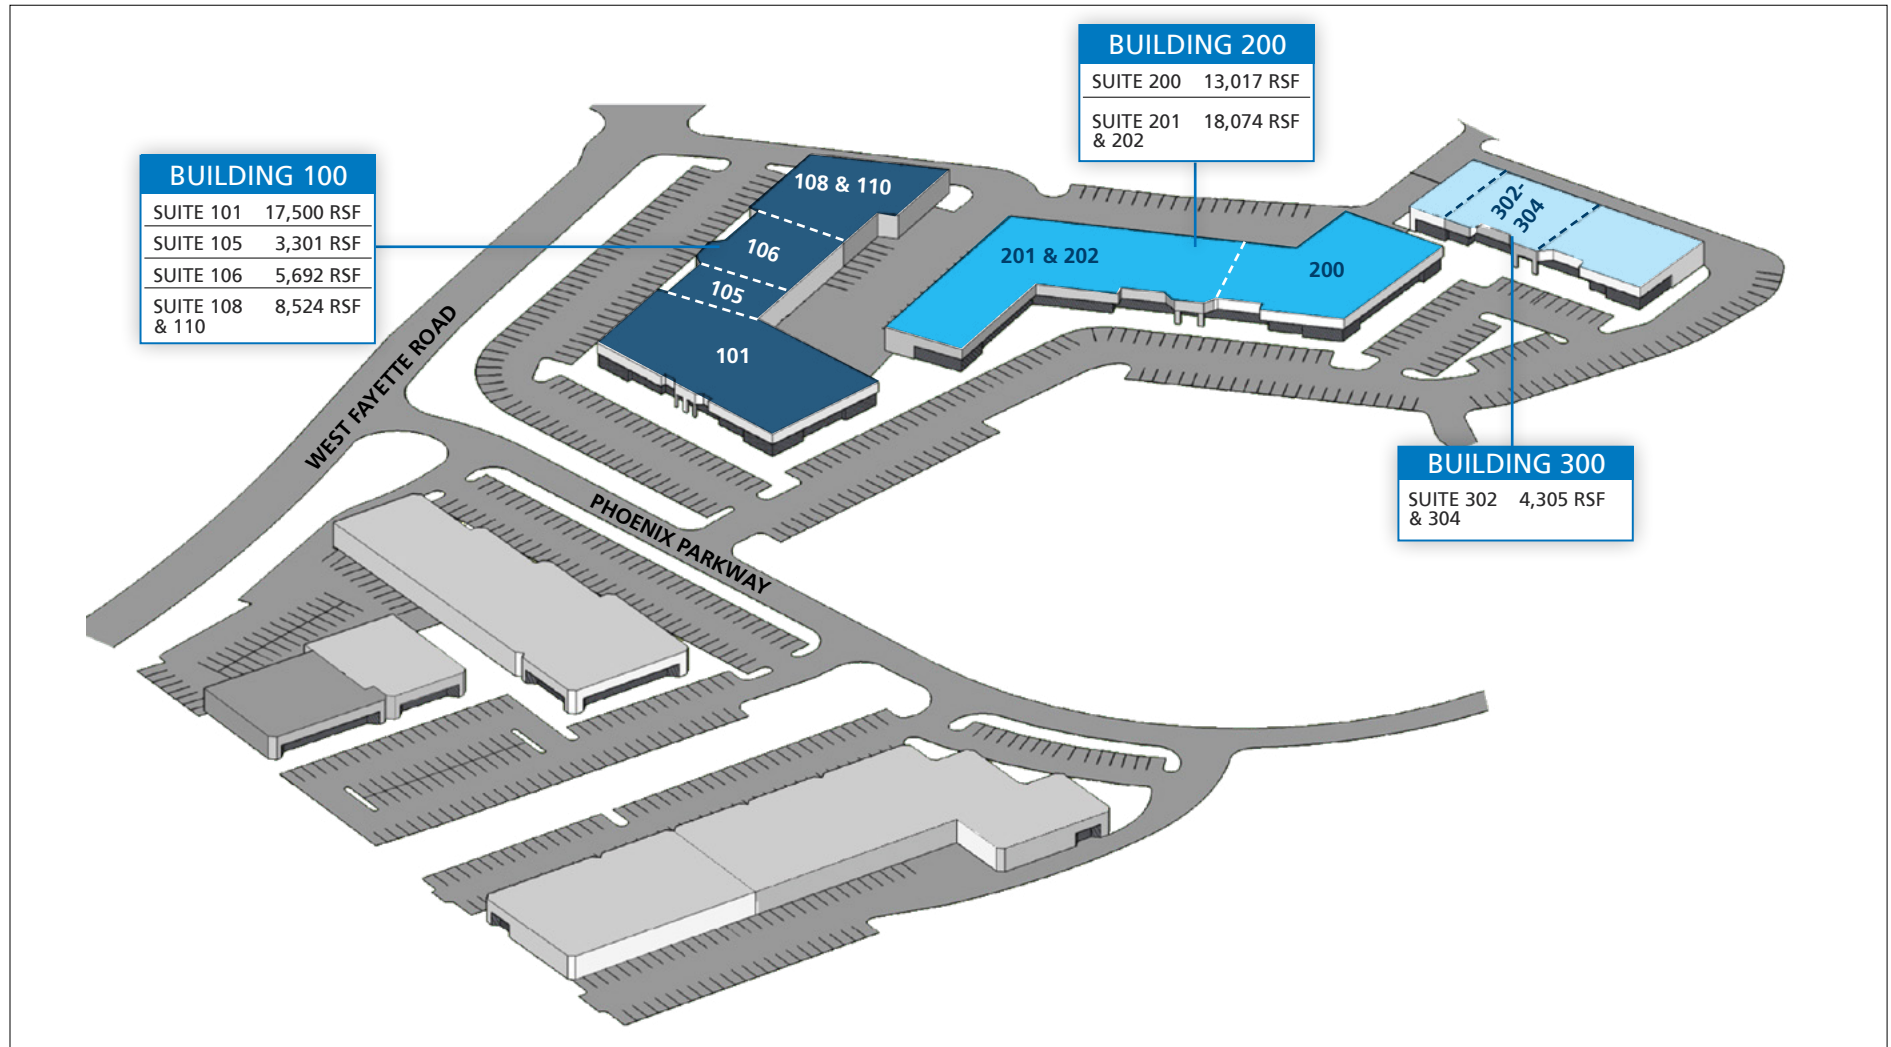 BUILDING 200
SUITE 200 13,017 RSF
SUITE 201 18,074 RSF
& 202
BUILDING 100
SUITE 101 17,500 RSF
SUITE 105 3,301 RSF
SUITE 106 5,692 RSF
SUITE 108 8,524 RSF
& 110
108 & 110
106
105
101
201 & 202
200
302-
304
WEST FAYETTE ROAD
PHOENIX PARKWAY
BUILDING 300
SUITE 302 4,305 RSF
& 304